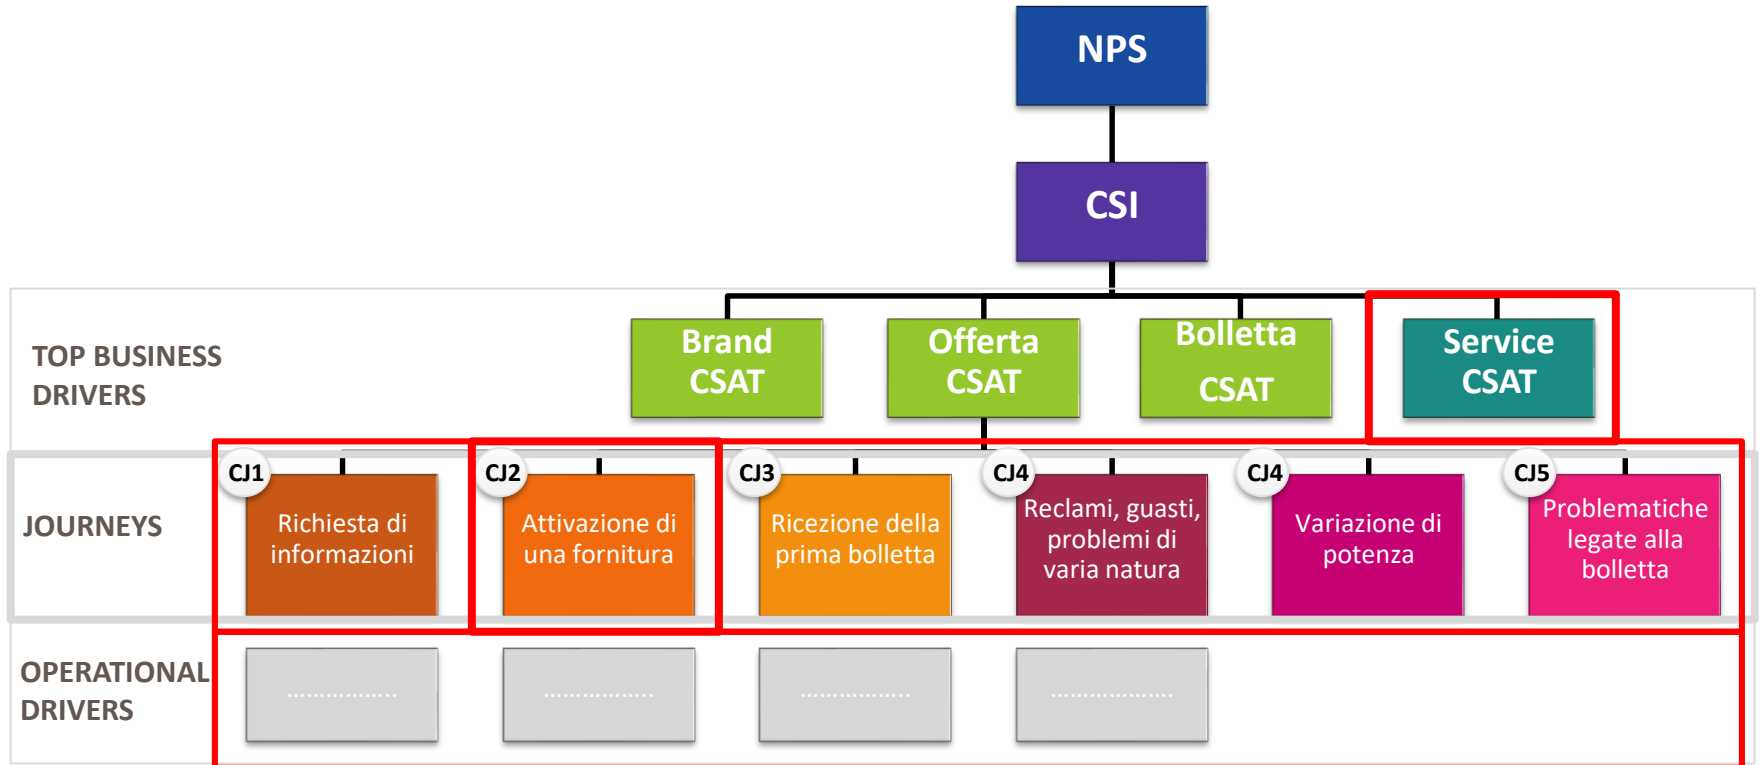 NPS
CSI
TOP BUSINESS
DRIVERS
Brand
CSAT
Offerta
CSAT
Bolletta
CSAT
Service
CSAT
JOURNEYS
CJ1
Richiesta di
informazioni
CJ2
Attivazione di
una fornitura
CJ3
Ricezione della
prima bolletta
CJ4
Reclami, guasti,
problemi di
varia natura
CJ4
Variazione di
potenza
CJ5
Problematiche
legate alla
bolletta
OPERATIONAL
DRIVERS
……………..
……………..
……………..
……………….